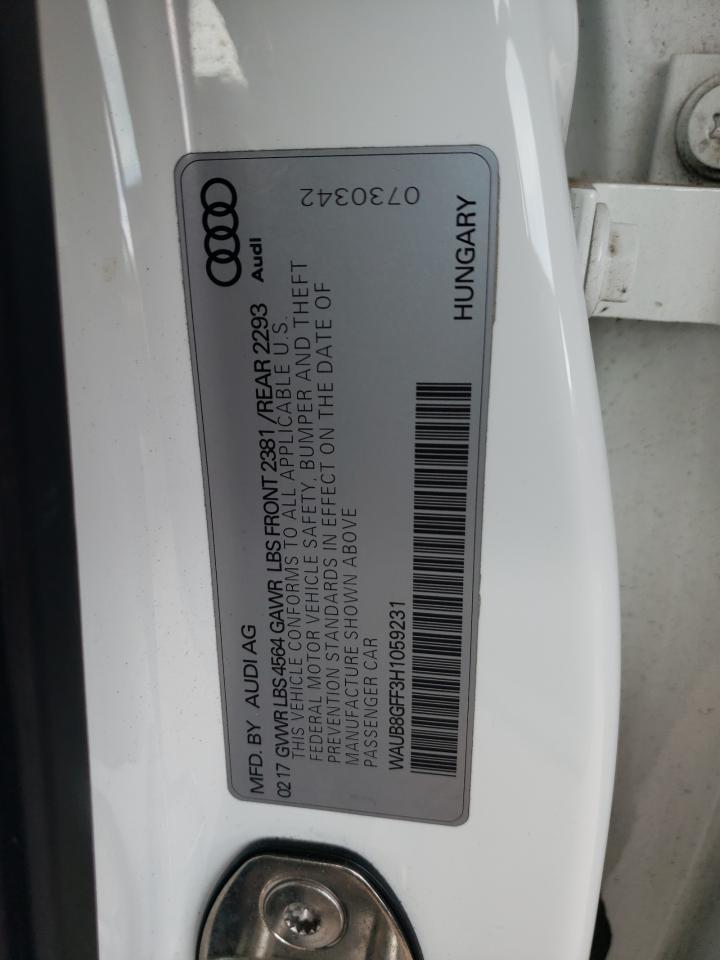 Audi
0730342
MFD. BY AUDI AG
02 17 GVWR LBS 4564 GAWR LBS FRONT 2381 /REAR 2293
THIS VEHICLE CONFORMS TO ALL APPLICABLE U.S.
FEDERAL MOTOR VEHICLE SAFETY, BUMPER AND THEFT
PREVENTION STANDARDS IN EFFECT ON THE DATE OF
MANUFACTURE SHOWN ABOVE
PASSENGER CAR
WAUB8GFF3H1059231
HUNGARY